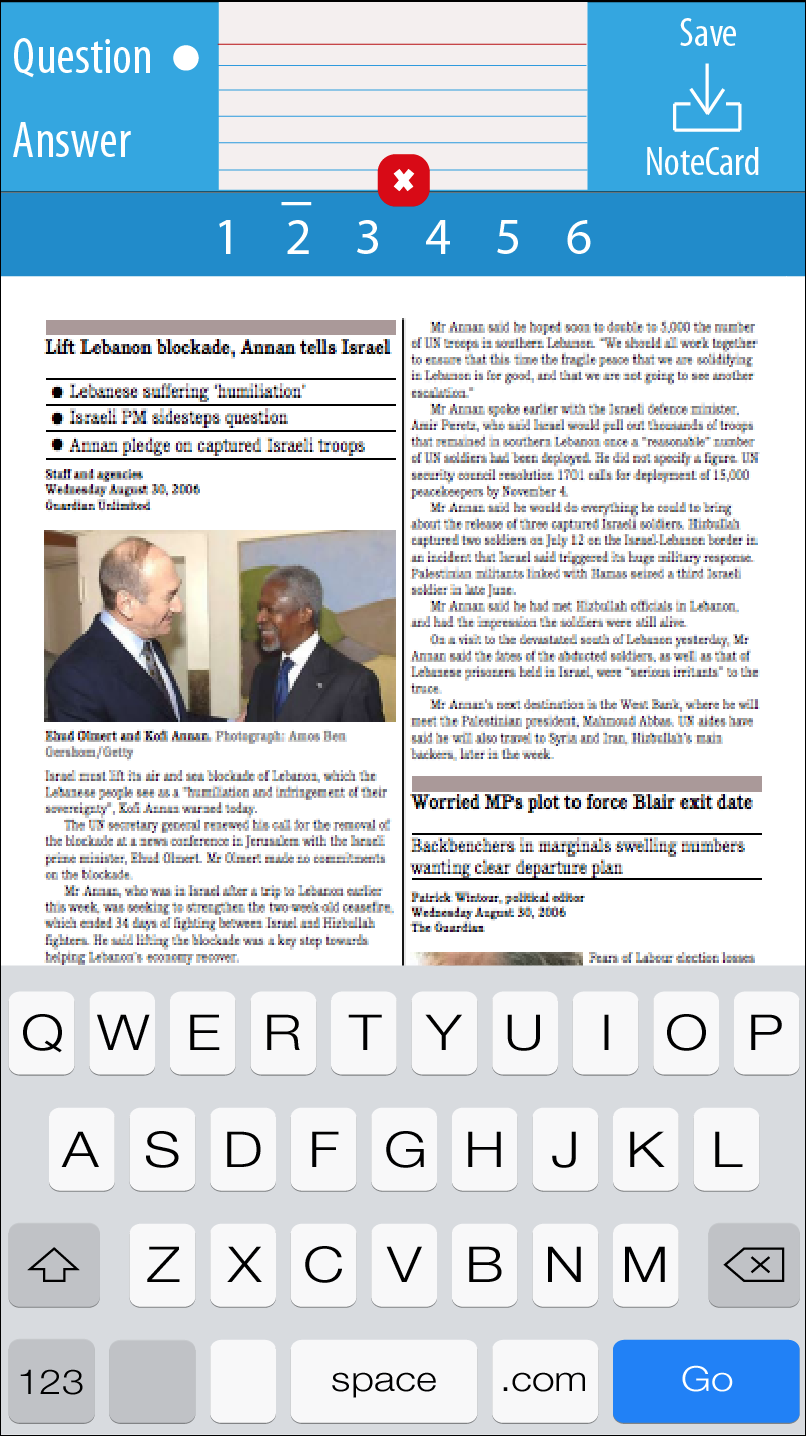 Question
Answer
Save
NoteCard
1 2 3 4 5 6
Lift Lebanon blockade, Annan tells Israel
● Lebanese suffering 'humiliation'
● Israeli PM sidesteps question
● Annan pledge on captured Israeli troops
Staff and agencies
Wednesday August 30, 2006
Guardian Unlimited
Ehud Olmert and Kofi Annan. Photograph: Amos Ben
Gershom/Getty
Israel must lift its air and sea blockade of Lebanon, which the
Lebanese people see as a "humiliation and infringement of their
sovereignty", Kofi Annan warned today.
The UN secretary general renewed his call for the removal of
the blockade at a news conference in Jerusalem with the Israeli
prime minister, Ehud Olmert. Mr Olmert made no commitments
on the blockade.
Mr Annan, who was in Israel after a trip to Lebanon earlier
this week, was seeking to strengthen the two-week-old ceasefire,
which ended 34 days of fighting between Israel and Hizbullah
fighters. He said lifting the blockade was a key step towards
helping Lebanon's economy recover.
Mr Annan said he hoped soon to double to 5,000 the number
of UN troops in southern Lebanon. "We should all work together
to ensure that this time the fragile peace that we are solidifying
in Lebanon is for good, and that we are not going to see another
escalation."
Mr Annan spoke earlier with the Israeli defence minister,
Amir Peretz, who said Israel would pull out thousands of troops
that remained in southern Lebanon once a "reasonable" number
of UN soldiers had been deployed. He did not specify a figure. UN
security council resolution 1701 calls for deployment of 15,000
peacekeepers by November 4.
Mr Annan said he would do everything he could to bring
about the release of three captured Israeli soldiers. Hizbullah
captured two soldiers on July 12 on the Israel-Lebanon border in
an incident that Israel said triggered its huge military response.
Palestinian militants linked with Hamas seized a third Israeli
soldier in late June.
Mr Annan said he had met Hizbullah officials in Lebanon,
and had the impression the soldiers were still alive.
On a visit to the devastated south of Lebanon yesterday, Mr
Annan said the fates of the abducted soldiers, as well as that of
Lebanese prisoners held in Israel, were "serious irritants" to the
truce.
Mr Annan's next destination is the West Bank, where he will
meet the Palestinian president, Mahmoud Abbas. UN aides have
said he will also travel to Syria and Iran, Hizbullah's main
backers, later in the week.
Worried MPs plot to force Blair exit date
Backbenchers in marginals swelling numbers
wanting clear departure plan
Patrick Wintour, political editor
Wednesday August 30, 2006
The Guardian
Fears of Labour election losses
Q W E R T Y U I O P
A S D F G H J K L
Z X C V B N M
123 space .com Go